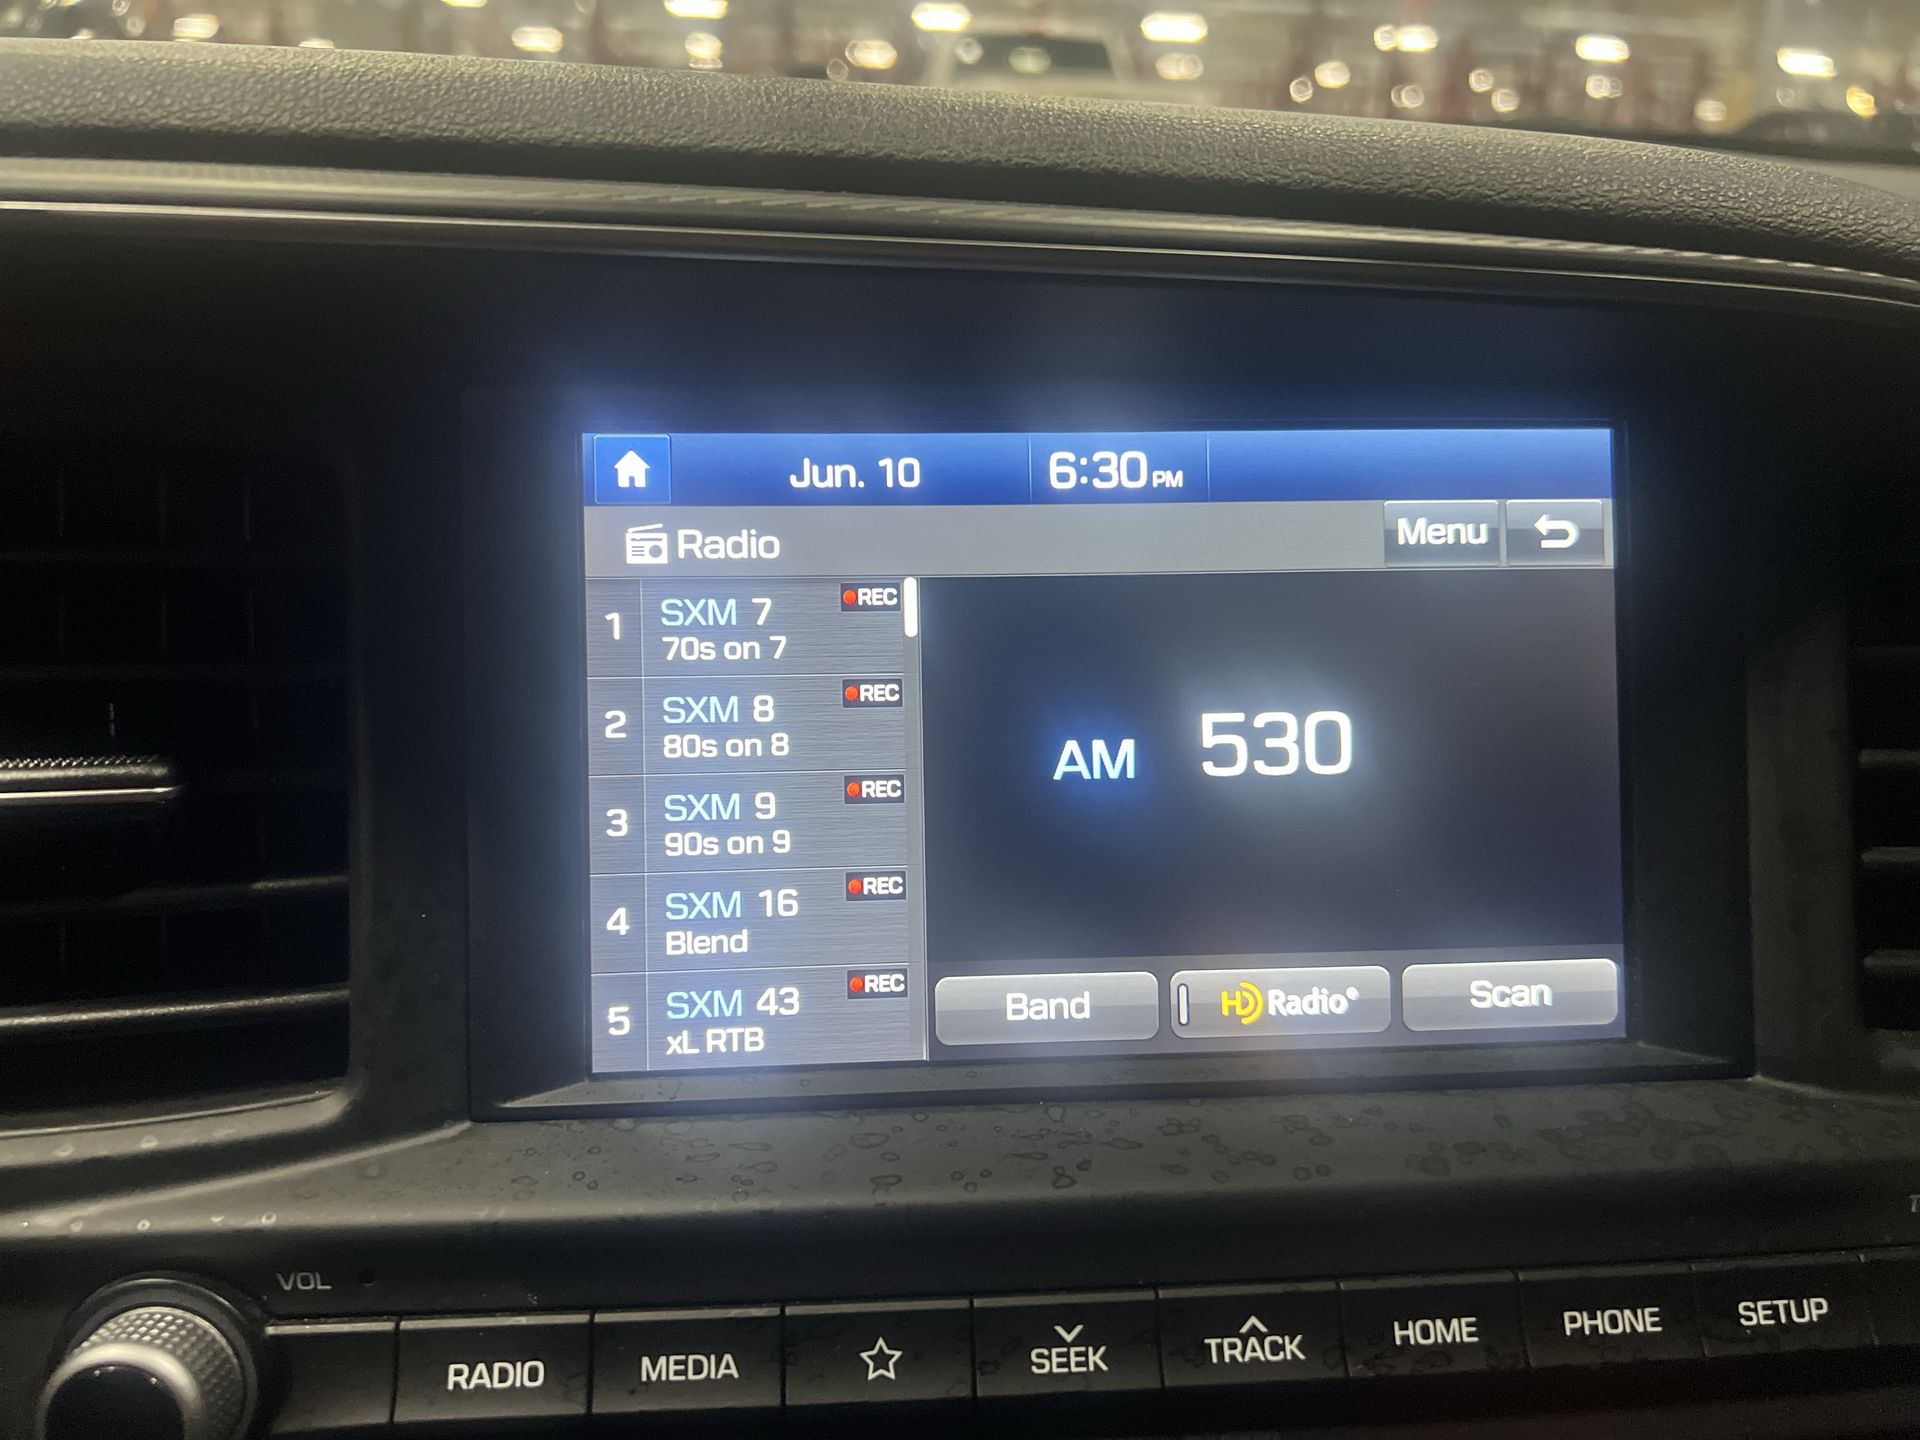 Jun. 10
6:30 PM
Radio
Menu
1
SXM 7
REC
70s on 7
2
SXM 8
REC
80s on 8
3
SXM 9
REC
90s on 9
4
SXM 16
REC
Blend
5
SXM 43
REC
xL RTB
AM 530
Band
HD Radio®
Scan
VOL
RADIO
MEDIA
SEEK
TRACK
HOME
PHONE
SETUP